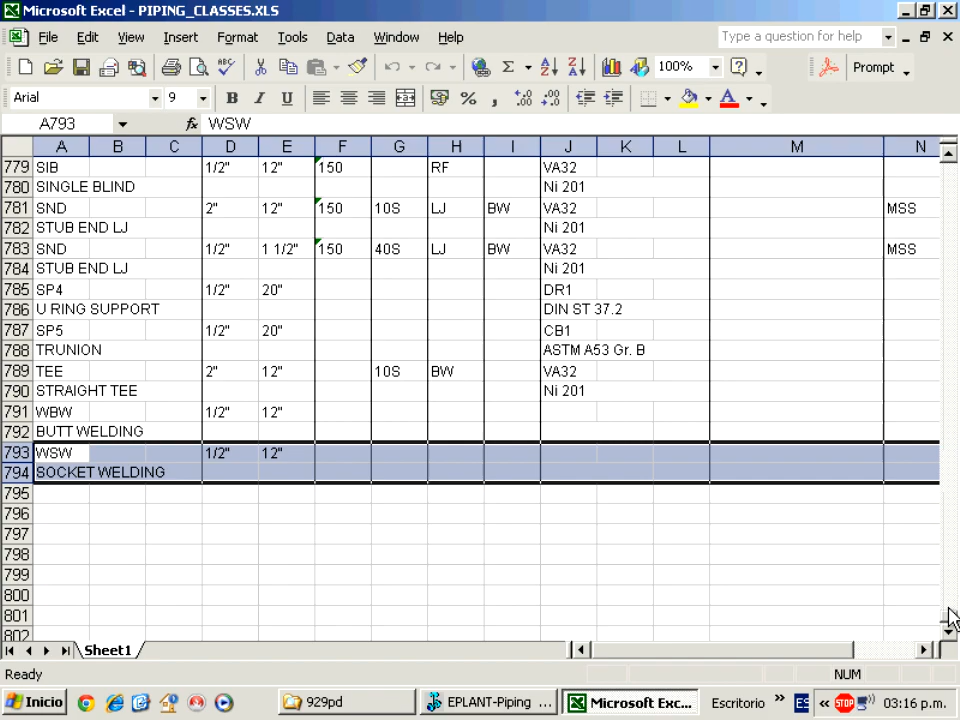 Microsoft Excel - PIPING_CLASSES.XLS
File Edit View Insert Format Tools Data Window Help Type a question for help
100% Prompt
Arial 9 B I U
A793 fx WSW
A B C D E F G H I J K L M N
779 SIB 1/2" 12" 150 RF VA32
780 SINGLE BLIND Ni 201
781 SND 2" 12" 150 10S LJ BW VA32 MSS
782 STUB END LJ Ni 201
783 SND 1/2" 1 1/2" 150 40S LJ BW VA32 MSS
784 STUB END LJ Ni 201
785 SP4 1/2" 20" DR1
786 U RING SUPPORT DIN ST 37.2
787 SP5 1/2" 20" CB1
788 TRUNION ASTM A53 Gr. B
789 TEE 2" 12" 10S BW VA32
790 STRAIGHT TEE Ni 201
791 WBW 1/2" 12"
792 BUTT WELDING
793 WSW 1/2" 12"
794 SOCKET WELDING
795
796
797
798
799
800
801
802
Sheet1
Ready NUM
Inicio 929pd EPLANT-Piping ... Microsoft Exc... Escritorio » ES « STOP 03:16 p.m.